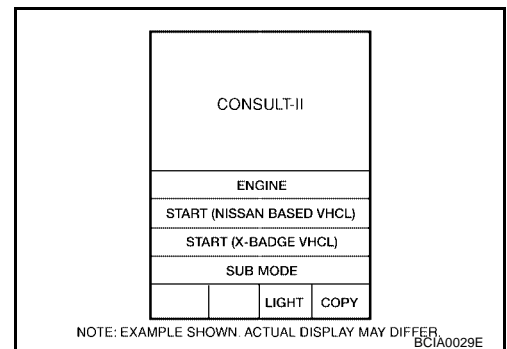 CONSULT-II
ENGINE
START (NISSAN BASED VHCL)
START (X-BADGE VHCL)
SUB MODE
LIGHT COPY
NOTE: EXAMPLE SHOWN. ACTUAL DISPLAY MAY DIFFER.
BCIA0029E